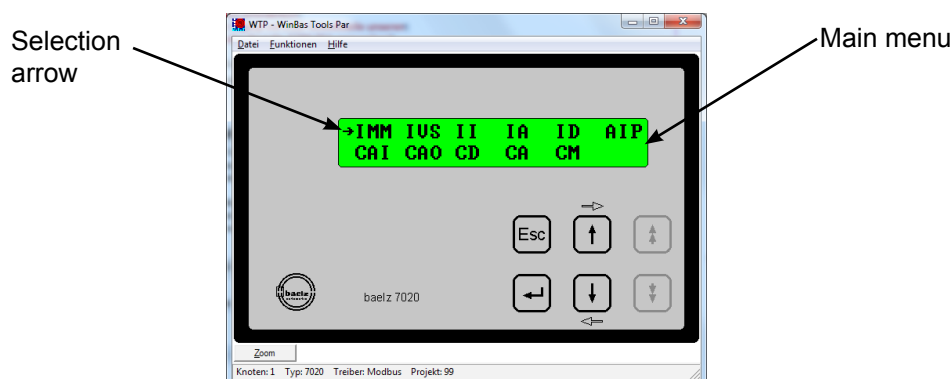 Selection
arrow
Main menu
WTP - WinBas Tools Par
Datei Funktionen Hilfe
→IMM IVS II IA ID AIP
CAI CAO CD CA CM
Esc
baelz
baelz 7020
Zoom
Knoten: 1 Typ: 7020 Treiber: Modbus Projekt: 99